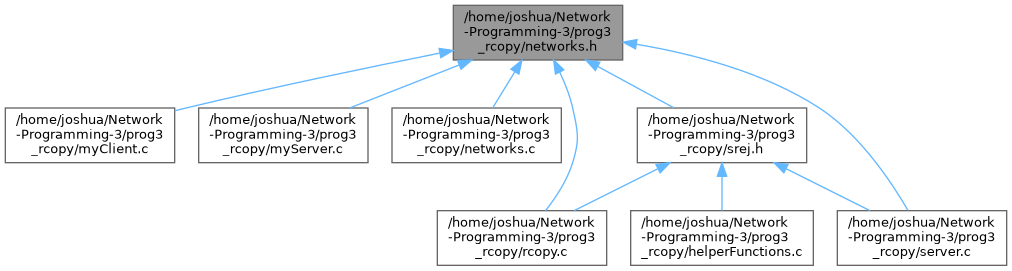 /home/joshua/Network
-Programming-3/prog3
_rcopy/networks.h
/home/joshua/Network
-Programming-3/prog3
_rcopy/myClient.c
/home/joshua/Network
-Programming-3/prog3
_rcopy/myServer.c
/home/joshua/Network
-Programming-3/prog3
_rcopy/networks.c
/home/joshua/Network
-Programming-3/prog3
_rcopy/srej.h
/home/joshua/Network
-Programming-3/prog3
_rcopy/rcopy.c
/home/joshua/Network
-Programming-3/prog3
_rcopy/helperFunctions.c
/home/joshua/Network
-Programming-3/prog3
_rcopy/server.c